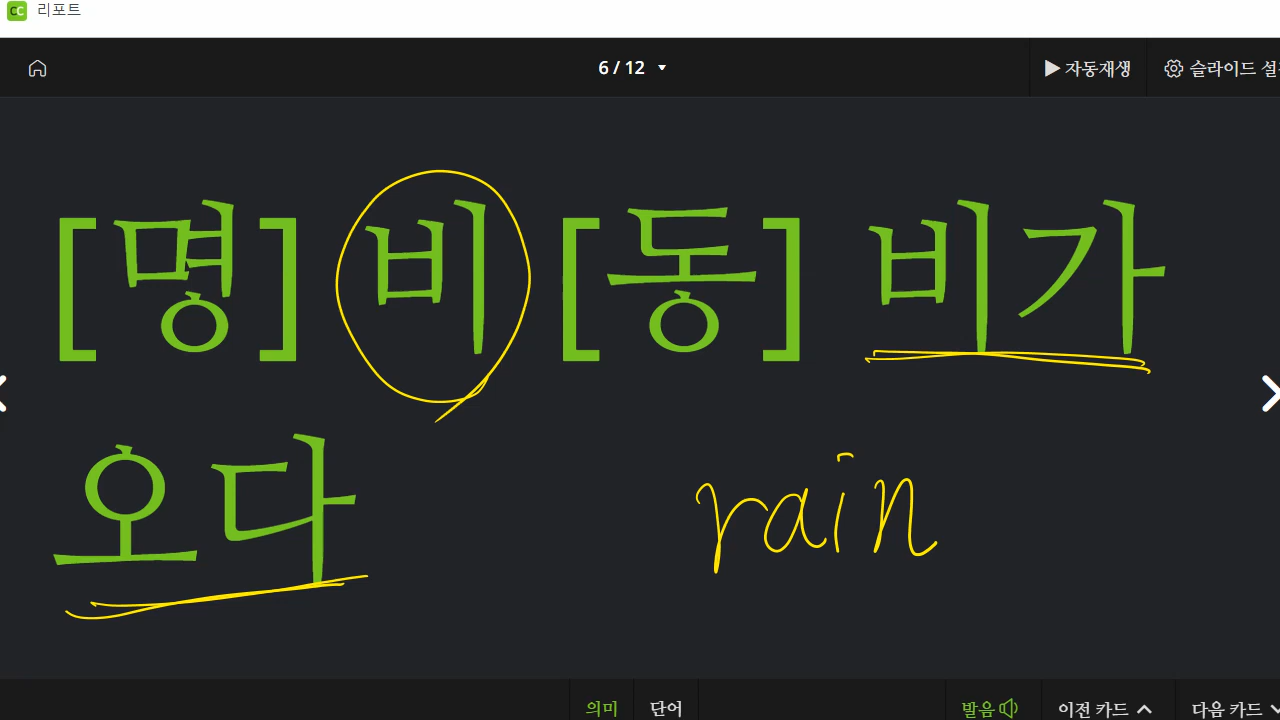 CC 리포트
6 / 12 자동재생 슬라이드
[명] 비 [동] 비가
오다
rain
의미 단어 발음 이전 카드 다음 카드